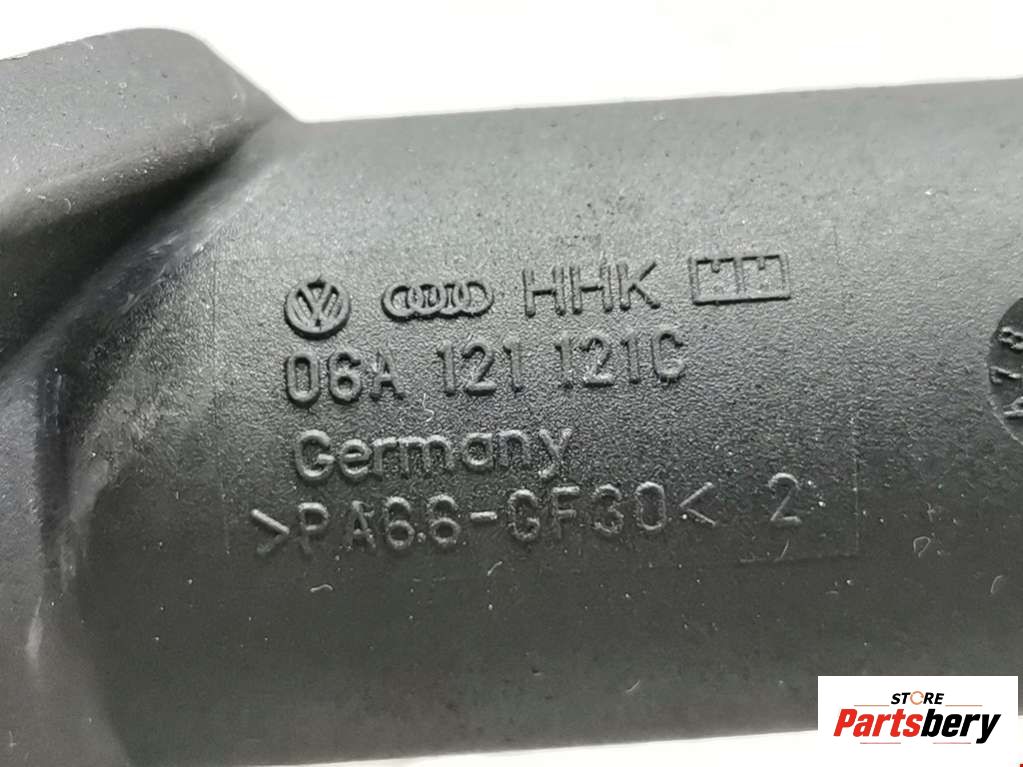 HHK
06A 121 121C
Germany
>PA66-GF30< 2
STORE
Partsbery